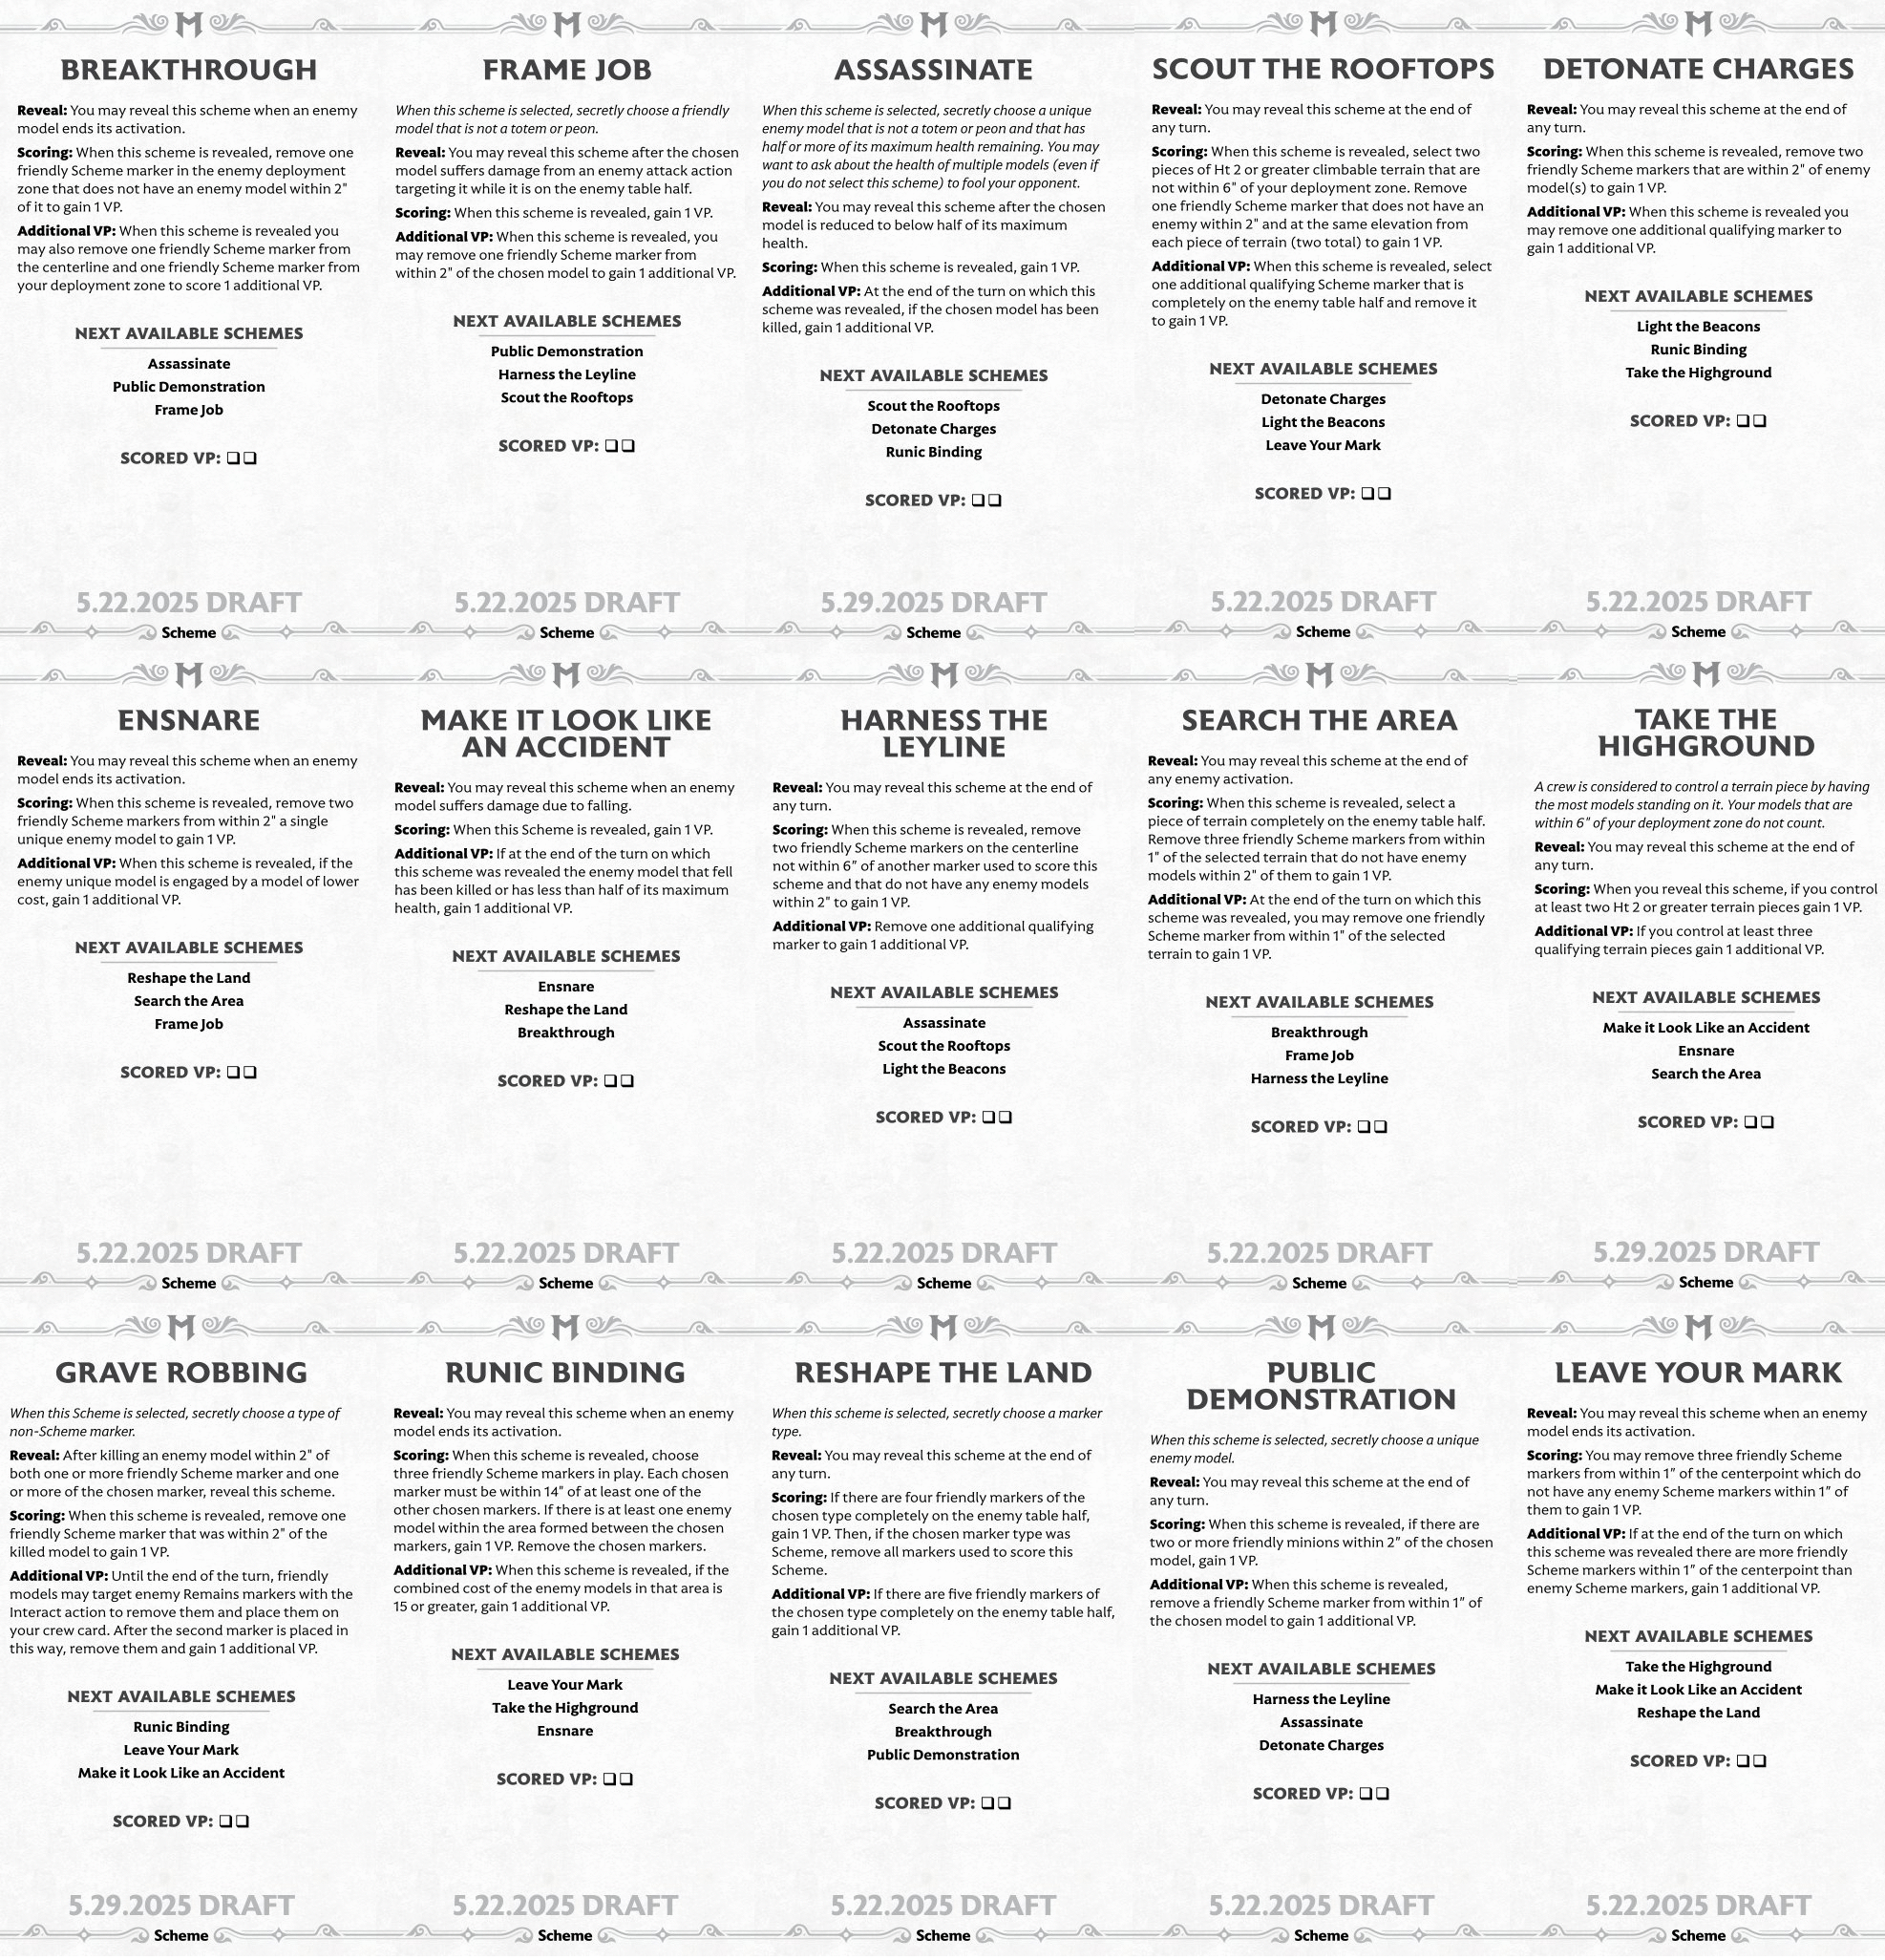 BREAKTHROUGH
Reveal: You may reveal this scheme when an enemy
model ends its activation.
Scoring: When this scheme is revealed, remove one
friendly Scheme marker in the enemy deployment
zone that does not have an enemy model within 2"
of it to gain 1 VP.
Additional VP: When this scheme is revealed you
may also remove one friendly Scheme marker from
the centerline and one friendly Scheme marker from
your deployment zone to score 1 additional VP.
NEXT AVAILABLE SCHEMES
Assassinate
Public Demonstration
Frame Job
SCORED VP: ❑❑
5.22.2025 DRAFT
Scheme
FRAME JOB
When this scheme is selected, secretly choose a friendly
model that is not a totem or peon.
Reveal: You may reveal this scheme after the chosen
model suffers damage from an enemy attack action
targeting it while it is on the enemy table half.
Scoring: When this scheme is revealed, gain 1 VP.
Additional VP: When this scheme is revealed, you
may remove one friendly Scheme marker from
within 2" of the chosen model to gain 1 additional VP.
NEXT AVAILABLE SCHEMES
Public Demonstration
Harness the Leyline
Scout the Rooftops
SCORED VP: ❑❑
5.22.2025 DRAFT
Scheme
ASSASSINATE
When this scheme is selected, secretly choose a unique
enemy model that is not a totem or peon and that has
half or more of its maximum health remaining. You may
want to ask about the health of multiple models (even if
you do not select this scheme) to fool your opponent.
Reveal: You may reveal this scheme after the chosen
model is reduced to below half of its maximum
health.
Scoring: When this scheme is revealed, gain 1 VP.
Additional VP: At the end of the turn on which this
scheme was revealed, if the chosen model has been
killed, gain 1 additional VP.
NEXT AVAILABLE SCHEMES
Scout the Rooftops
Detonate Charges
Runic Binding
SCORED VP: ❑❑
5.29.2025 DRAFT
Scheme
SCOUT THE ROOFTOPS
Reveal: You may reveal this scheme at the end of
any turn.
Scoring: When this scheme is revealed, select two
pieces of Ht 2 or greater climbable terrain that are
not within 6" of your deployment zone. Remove
one friendly Scheme marker that does not have an
enemy within 2" and at the same elevation from
each piece of terrain (two total) to gain 1 VP.
Additional VP: When this scheme is revealed, select
one additional qualifying Scheme marker that is
completely on the enemy table half and remove it
to gain 1 VP.
NEXT AVAILABLE SCHEMES
Detonate Charges
Light the Beacons
Leave Your Mark
SCORED VP: ❑❑
5.22.2025 DRAFT
Scheme
DETONATE CHARGES
Reveal: You may reveal this scheme at the end of
any turn.
Scoring: When this scheme is revealed, remove two
friendly Scheme markers that are within 2" of enemy
model(s) to gain 1 VP.
Additional VP: When this scheme is revealed you
may remove one additional qualifying marker to
gain 1 additional VP.
NEXT AVAILABLE SCHEMES
Light the Beacons
Runic Binding
Take the Highground
SCORED VP: ❑❑
5.22.2025 DRAFT
Scheme
ENSNARE
Reveal: You may reveal this scheme when an enemy
model ends its activation.
Scoring: When this scheme is revealed, remove two
friendly Scheme markers from within 2" a single
unique enemy model to gain 1 VP.
Additional VP: When this scheme is revealed, if the
enemy unique model is engaged by a model of lower
cost, gain 1 additional VP.
NEXT AVAILABLE SCHEMES
Reshape the Land
Search the Area
Frame Job
SCORED VP: ❑❑
5.22.2025 DRAFT
Scheme
MAKE IT LOOK LIKE
AN ACCIDENT
Reveal: You may reveal this scheme when an enemy
model suffers damage due to falling.
Scoring: When this Scheme is revealed, gain 1 VP.
Additional VP: If at the end of the turn on which
this scheme was revealed the enemy model that fell
has been killed or has less than half of its maximum
health, gain 1 additional VP.
NEXT AVAILABLE SCHEMES
Ensnare
Reshape the Land
Breakthrough
SCORED VP: ❑❑
5.22.2025 DRAFT
Scheme
HARNESS THE
LEYLINE
Reveal: You may reveal this scheme at the end of
any turn.
Scoring: When this scheme is revealed, remove
two friendly Scheme markers on the centerline
not within 6" of another marker used to score this
scheme and that do not have any enemy models
within 2" to gain 1 VP.
Additional VP: Remove one additional qualifying
marker to gain 1 additional VP.
NEXT AVAILABLE SCHEMES
Assassinate
Scout the Rooftops
Light the Beacons
SCORED VP: ❑❑
5.22.2025 DRAFT
Scheme
SEARCH THE AREA
Reveal: You may reveal this scheme at the end of
any enemy activation.
Scoring: When this scheme is revealed, select a
piece of terrain completely on the enemy table half.
Remove three friendly Scheme markers from within
1" of the selected terrain that do not have enemy
models within 2" of them to gain 1 VP.
Additional VP: At the end of the turn on which this
scheme was revealed, you may remove one friendly
Scheme marker from within 1" of the selected
terrain to gain 1 VP.
NEXT AVAILABLE SCHEMES
Breakthrough
Frame Job
Harness the Leyline
SCORED VP: ❑❑
5.22.2025 DRAFT
Scheme
TAKE THE
HIGHGROUND
A crew is considered to control a terrain piece by having
the most models standing on it. Your models that are
within 6" of your deployment zone do not count.
Reveal: You may reveal this scheme at the end of
any turn.
Scoring: When you reveal this scheme, if you control
at least two Ht 2 or greater terrain pieces gain 1 VP.
Additional VP: If you control at least three
qualifying terrain pieces gain 1 additional VP.
NEXT AVAILABLE SCHEMES
Make it Look Like an Accident
Ensnare
Search the Area
SCORED VP: ❑❑
5.29.2025 DRAFT
Scheme
GRAVE ROBBING
When this Scheme is selected, secretly choose a type of
non-Scheme marker.
Reveal: After killing an enemy model within 2" of
both one or more friendly Scheme marker and one
or more of the chosen marker, reveal this scheme.
Scoring: When this scheme is revealed, remove one
friendly Scheme marker that was within 2" of the
killed model to gain 1 VP.
Additional VP: Until the end of the turn, friendly
models may target enemy Remains markers with the
Interact action to remove them and place them on
your crew card. After the second marker is placed in
this way, remove them and gain 1 additional VP.
NEXT AVAILABLE SCHEMES
Runic Binding
Leave Your Mark
Make it Look Like an Accident
SCORED VP: ❑❑
5.29.2025 DRAFT
Scheme
RUNIC BINDING
Reveal: You may reveal this scheme when an enemy
model ends its activation.
Scoring: When this scheme is revealed, choose
three friendly Scheme markers in play. Each chosen
marker must be within 14" of at least one of the
other chosen markers. If there is at least one enemy
model within the area formed between the chosen
markers, gain 1 VP. Remove the chosen markers.
Additional VP: When this scheme is revealed, if the
combined cost of the enemy models in that area is
15 or greater, gain 1 additional VP.
NEXT AVAILABLE SCHEMES
Leave Your Mark
Take the Highground
Ensnare
SCORED VP: ❑❑
5.22.2025 DRAFT
Scheme
RESHAPE THE LAND
When this scheme is selected, secretly choose a marker
type.
Reveal: You may reveal this scheme at the end of
any turn.
Scoring: If there are four friendly markers of the
chosen type completely on the enemy table half,
gain 1 VP. Then, if the chosen marker type was
Scheme, remove all markers used to score this
Scheme.
Additional VP: If there are five friendly markers of
the chosen type completely on the enemy table half,
gain 1 additional VP.
NEXT AVAILABLE SCHEMES
Search the Area
Breakthrough
Public Demonstration
SCORED VP: ❑❑
5.22.2025 DRAFT
Scheme
PUBLIC
DEMONSTRATION
When this scheme is selected, secretly choose a unique
enemy model.
Reveal: You may reveal this scheme at the end of
any turn.
Scoring: When this scheme is revealed, if there are
two or more friendly minions within 2" of the chosen
model, gain 1 VP.
Additional VP: When this scheme is revealed,
remove a friendly Scheme marker from within 1" of
the chosen model to gain 1 additional VP.
NEXT AVAILABLE SCHEMES
Harness the Leyline
Assassinate
Detonate Charges
SCORED VP: ❑❑
5.22.2025 DRAFT
Scheme
LEAVE YOUR MARK
Reveal: You may reveal this scheme when an enemy
model ends its activation.
Scoring: You may remove three friendly Scheme
markers from within 1" of the centerpoint which do
not have any enemy Scheme markers within 1" of
them to gain 1 VP.
Additional VP: If at the end of the turn on which
this scheme was revealed there are more friendly
Scheme markers within 1" of the centerpoint than
enemy Scheme markers, gain 1 additional VP.
NEXT AVAILABLE SCHEMES
Take the Highground
Make it Look Like an Accident
Reshape the Land
SCORED VP: ❑❑
5.22.2025 DRAFT
Scheme